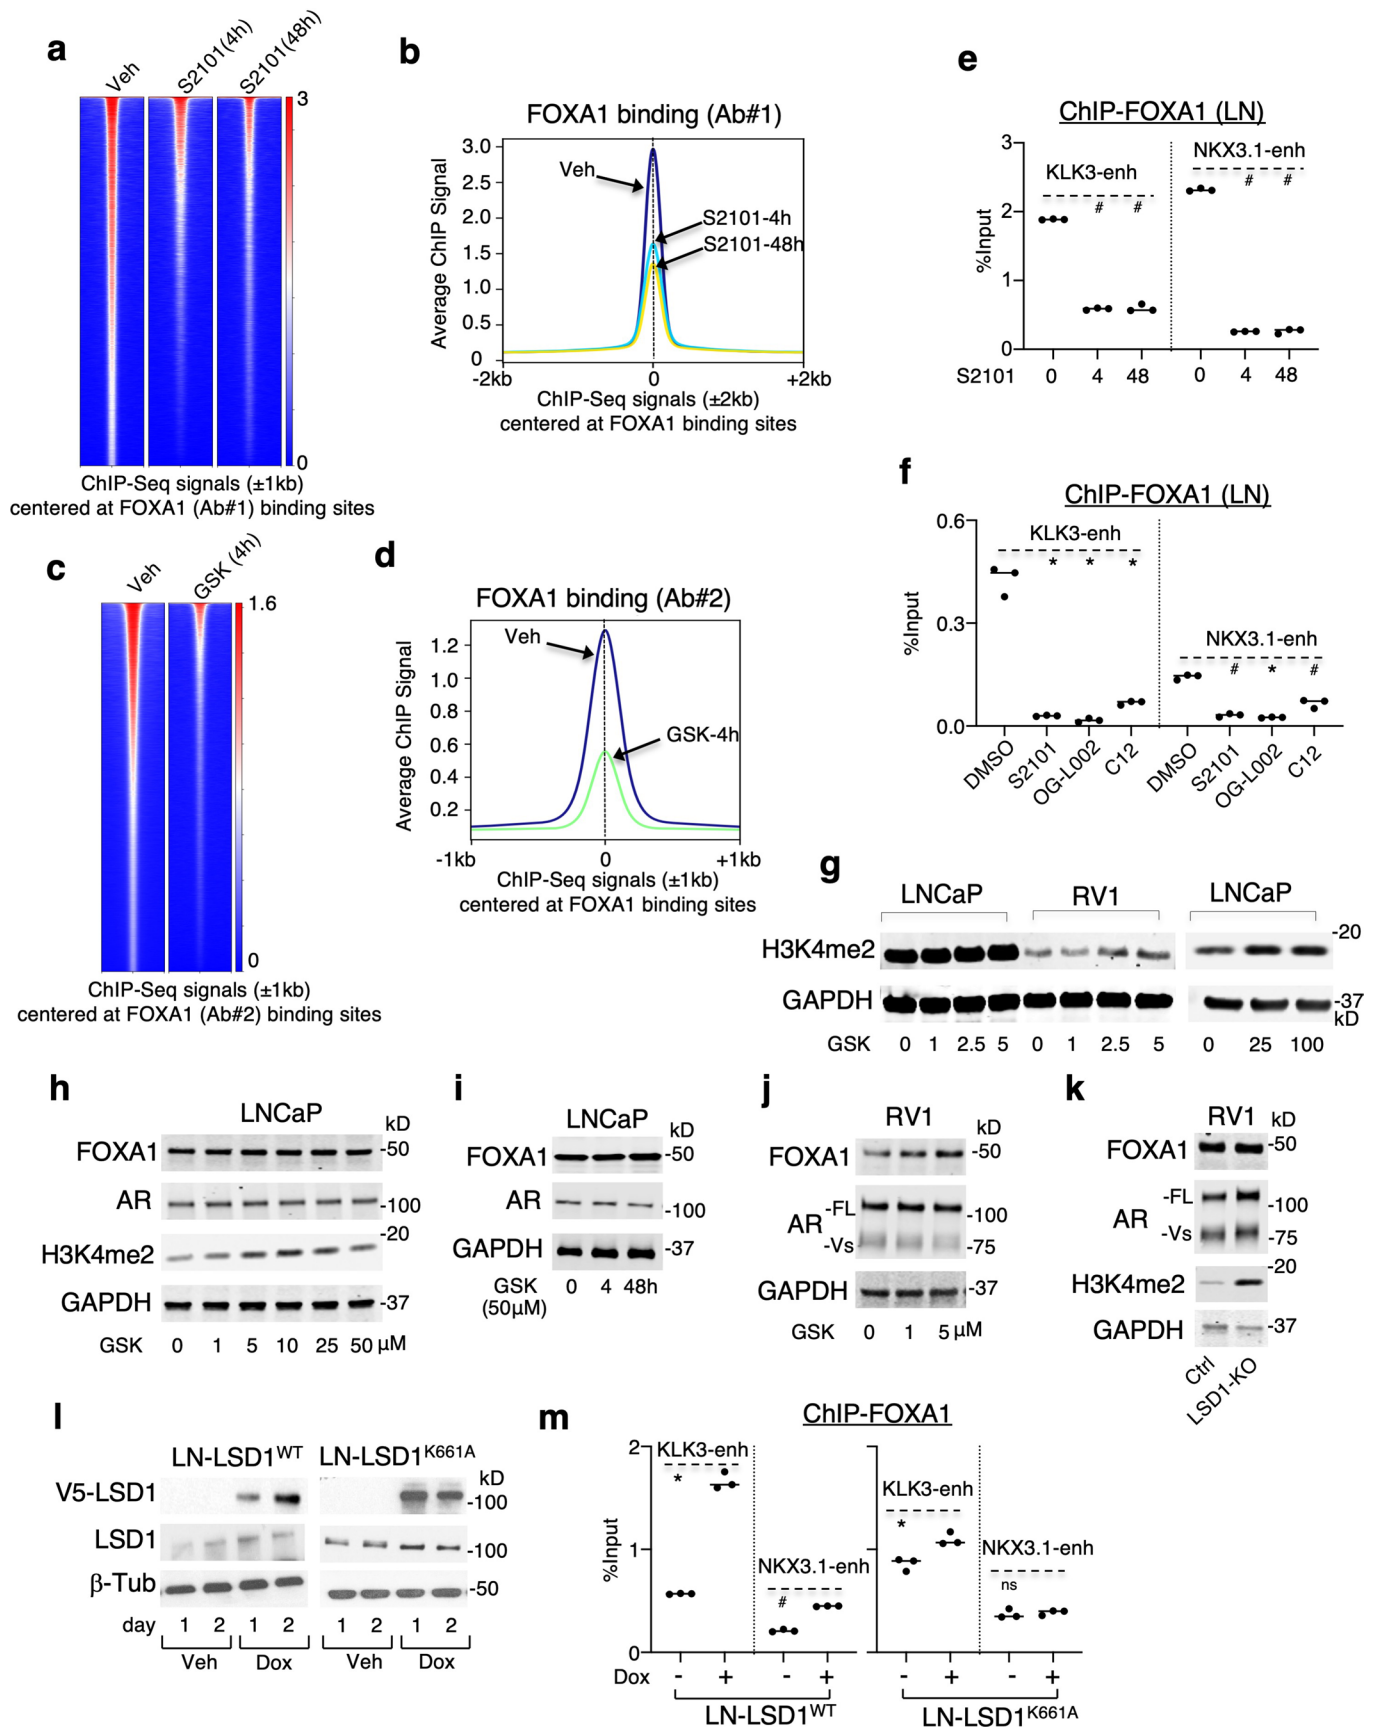 a
Veh
S2101(4h)
S2101(48h)
3
0
ChIP-Seq signals (±1kb)
centered at FOXA1 (Ab#1) binding sites
b
FOXA1 binding (Ab#1)
Average ChIP Signal
3.0
2.5
2.0
1.5
1.0
0.5
0
Veh
S2101-4h
S2101-48h
-2kb
0
+2kb
ChIP-Seq signals (±2kb)
centered at FOXA1 binding sites
c
Veh
GSK (4h)
1.6
0
ChIP-Seq signals (±1kb)
centered at FOXA1 (Ab#2) binding sites
d
FOXA1 binding (Ab#2)
Average ChIP Signal
1.2
1.0
0.8
0.6
0.4
0.2
Veh
GSK-4h
-1kb
0
+1kb
ChIP-Seq signals (±1kb)
centered at FOXA1 binding sites
e
ChIP-FOXA1 (LN)
%Input
3
2
1
0
KLK3-enh
# #
NKX3.1-enh
# #
S2101 0 4 48 0 4 48
f
ChIP-FOXA1 (LN)
%Input
0.6
0.3
0.0
KLK3-enh
* * *
NKX3.1-enh
# * #
DMSO S2101 OG-L002 C12 DMSO S2101 OG-L002 C12
g
LNCaP RV1 LNCaP
H3K4me2 -20
GAPDH -37
kD
GSK 0 1 2.5 5 0 1 2.5 5 0 25 100
h
LNCaP
kD
FOXA1 -50
AR -100
-20
H3K4me2
GAPDH -37
GSK 0 1 5 10 25 50 μM
i
LNCaP
kD
FOXA1 -50
AR -100
GAPDH -37
GSK 0 4 48h
(50μM)
j
RV1
kD
FOXA1 -50
AR -FL -100
-Vs -75
GAPDH -37
GSK 0 1 5 μM
k
RV1 kD
FOXA1 -50
-FL -100
AR
-Vs -75
-20
H3K4me2
GAPDH -37
Ctrl LSD1-KO
l
LN-LSD1WT LN-LSD1K661A
kD
V5-LSD1 -100
LSD1 -100
β-Tub -50
day 1 2 1 2 1 2 1 2
Veh Dox Veh Dox
m
ChIP-FOXA1
%Input
2
1
0
KLK3-enh
*
NKX3.1-enh
#
KLK3-enh
*
NKX3.1-enh
ns
Dox - + - + - + - +
LN-LSD1WT LN-LSD1K661A